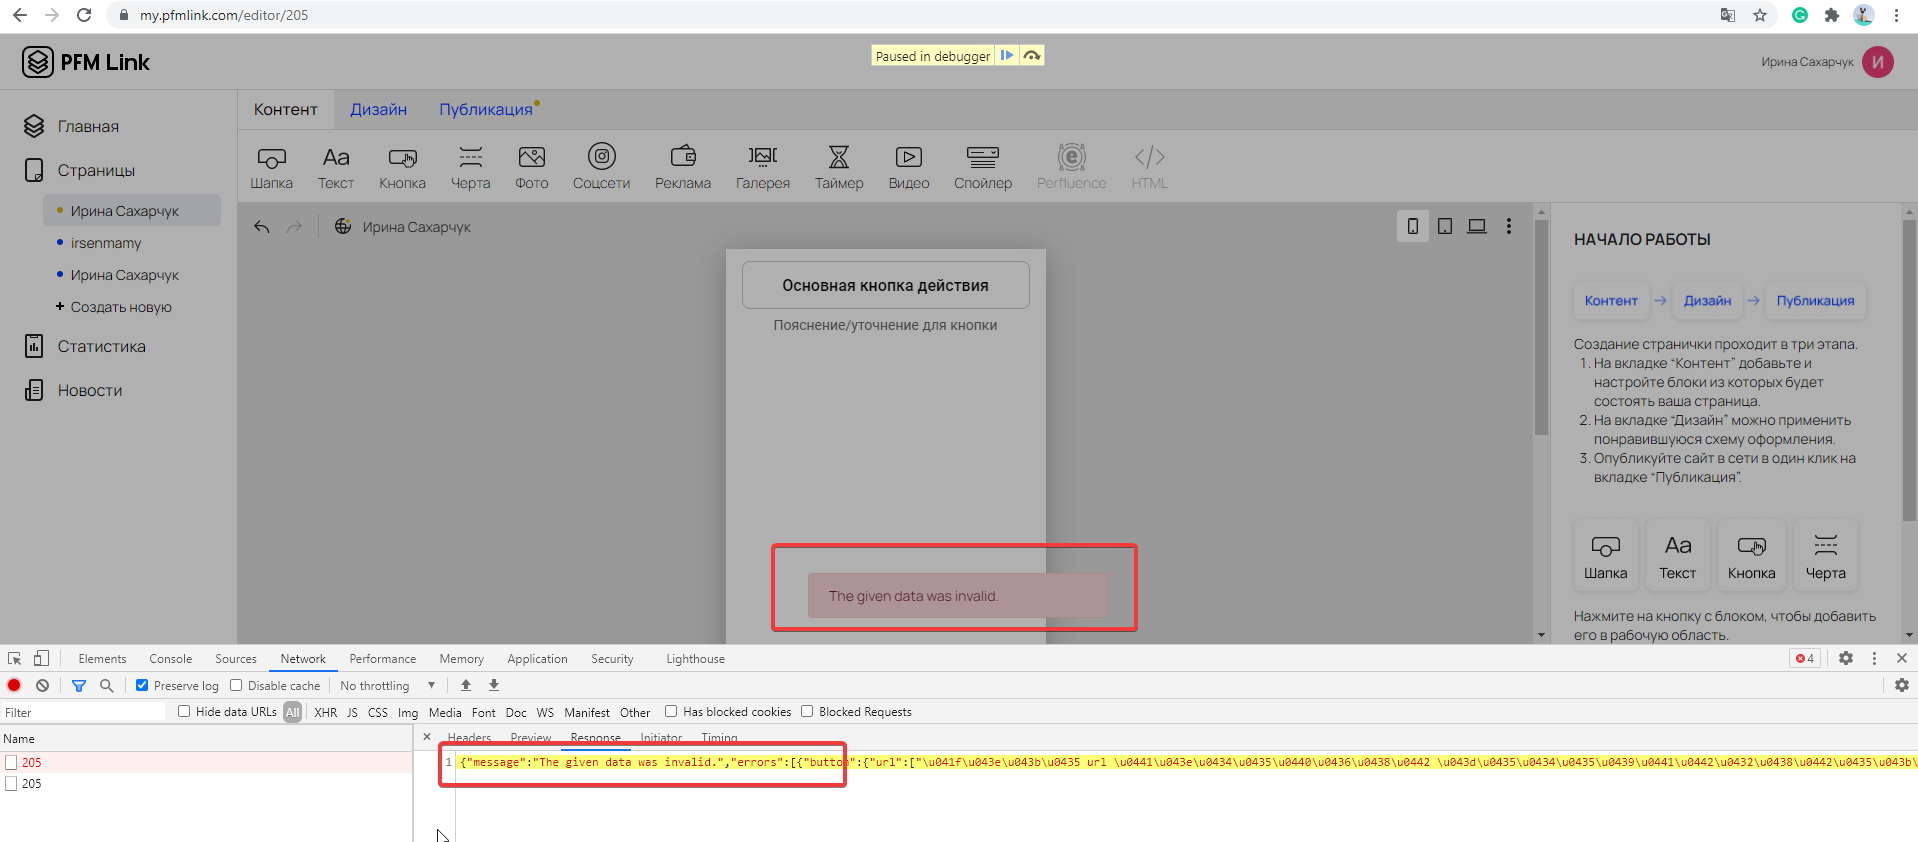 my.pfmlink.com/editor/205
PFM Link
Paused in debugger
Ирина Сахарчук
И
Главная
Страницы
Ирина Сахарчук
irsenmamy
Ирина Сахарчук
+ Создать новую
Статистика
Новости
Контент Дизайн Публикация
Шапка Текст Кнопка Черта Фото Соцсети Реклама Галерея Таймер Видео Спойлер Perfluence HTML
Ирина Сахарчук
Основная кнопка действия
Пояснение/уточнение для кнопки
The given data was invalid.
НАЧАЛО РАБОТЫ
Контент → Дизайн → Публикация
Создание странички проходит в три этапа.
1. На вкладке “Контент” добавьте и
настройте блоки из которых будет
состоять ваша страница.
2. На вкладке “Дизайн” можно применить
понравившуюся схему оформления.
3. Опубликуйте сайт в сети в один клик на
вкладке “Публикация”.
Aa
Шапка Текст Кнопка Черта
Нажмите на кнопку с блоком, чтобы добавить
его в рабочую область.
Elements Console Sources Network Performance Memory Application Security Lighthouse 4
Preserve log Disable cache No throttling
Filter Hide data URLs All XHR JS CSS Img Media Font Doc WS Manifest Other Has blocked cookies Blocked Requests
Name
205
205
Headers Preview Response Initiator Timing
1 {"message":"The given data was invalid.","errors":[{"button":{"url":["\u041f\u043e\u043b\u0435 url \u0441\u043e\u0434\u0435\u0440\u0436\u0438\u0442 \u043d\u0435\u0434\u0435\u0439\u0441\u0442\u0432\u0438\u0442\u0435\u043b\